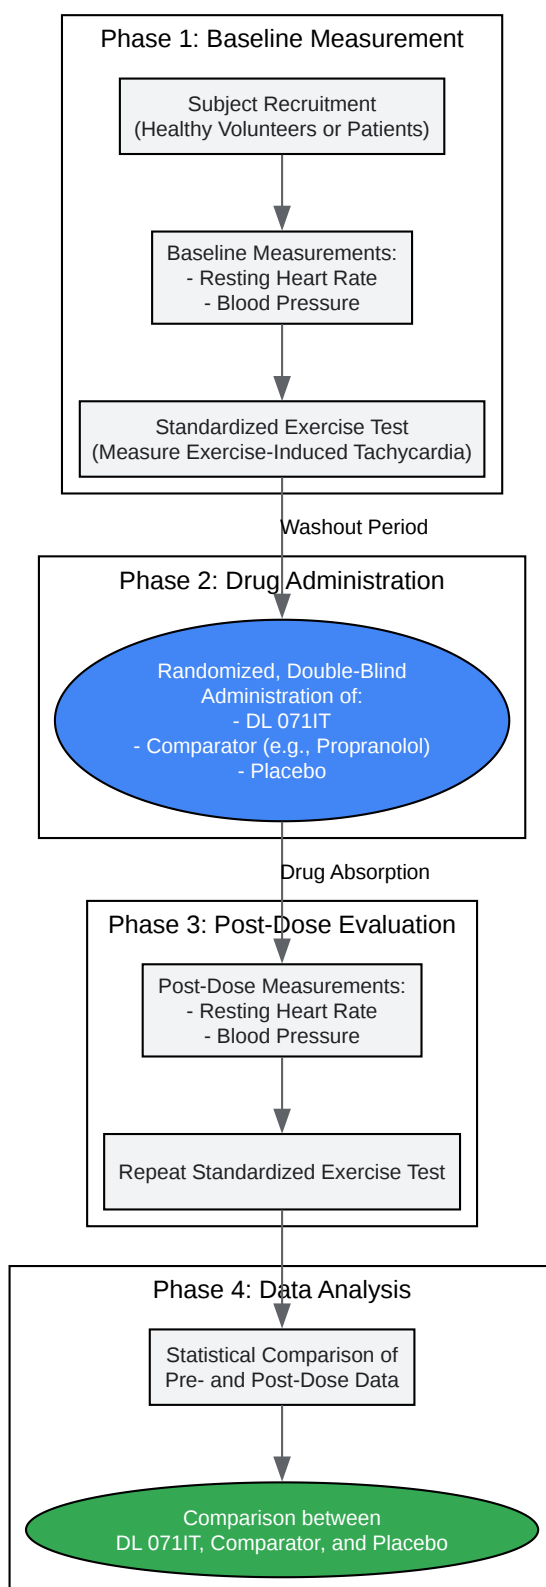 Phase 1: Baseline Measurement
Subject Recruitment
(Healthy Volunteers or Patients)
Baseline Measurements:
- Resting Heart Rate
- Blood Pressure
Standardized Exercise Test
(Measure Exercise-Induced Tachycardia)
Washout Period
Phase 2: Drug Administration
Randomized, Double-Blind
Administration of:
- DL 071IT
- Comparator (e.g., Propranolol)
- Placebo
Drug Absorption
Phase 3: Post-Dose Evaluation
Post-Dose Measurements:
- Resting Heart Rate
- Blood Pressure
Repeat Standardized Exercise Test
Phase 4: Data Analysis
Statistical Comparison of
Pre- and Post-Dose Data
Comparison between
DL 071IT, Comparator, and Placebo